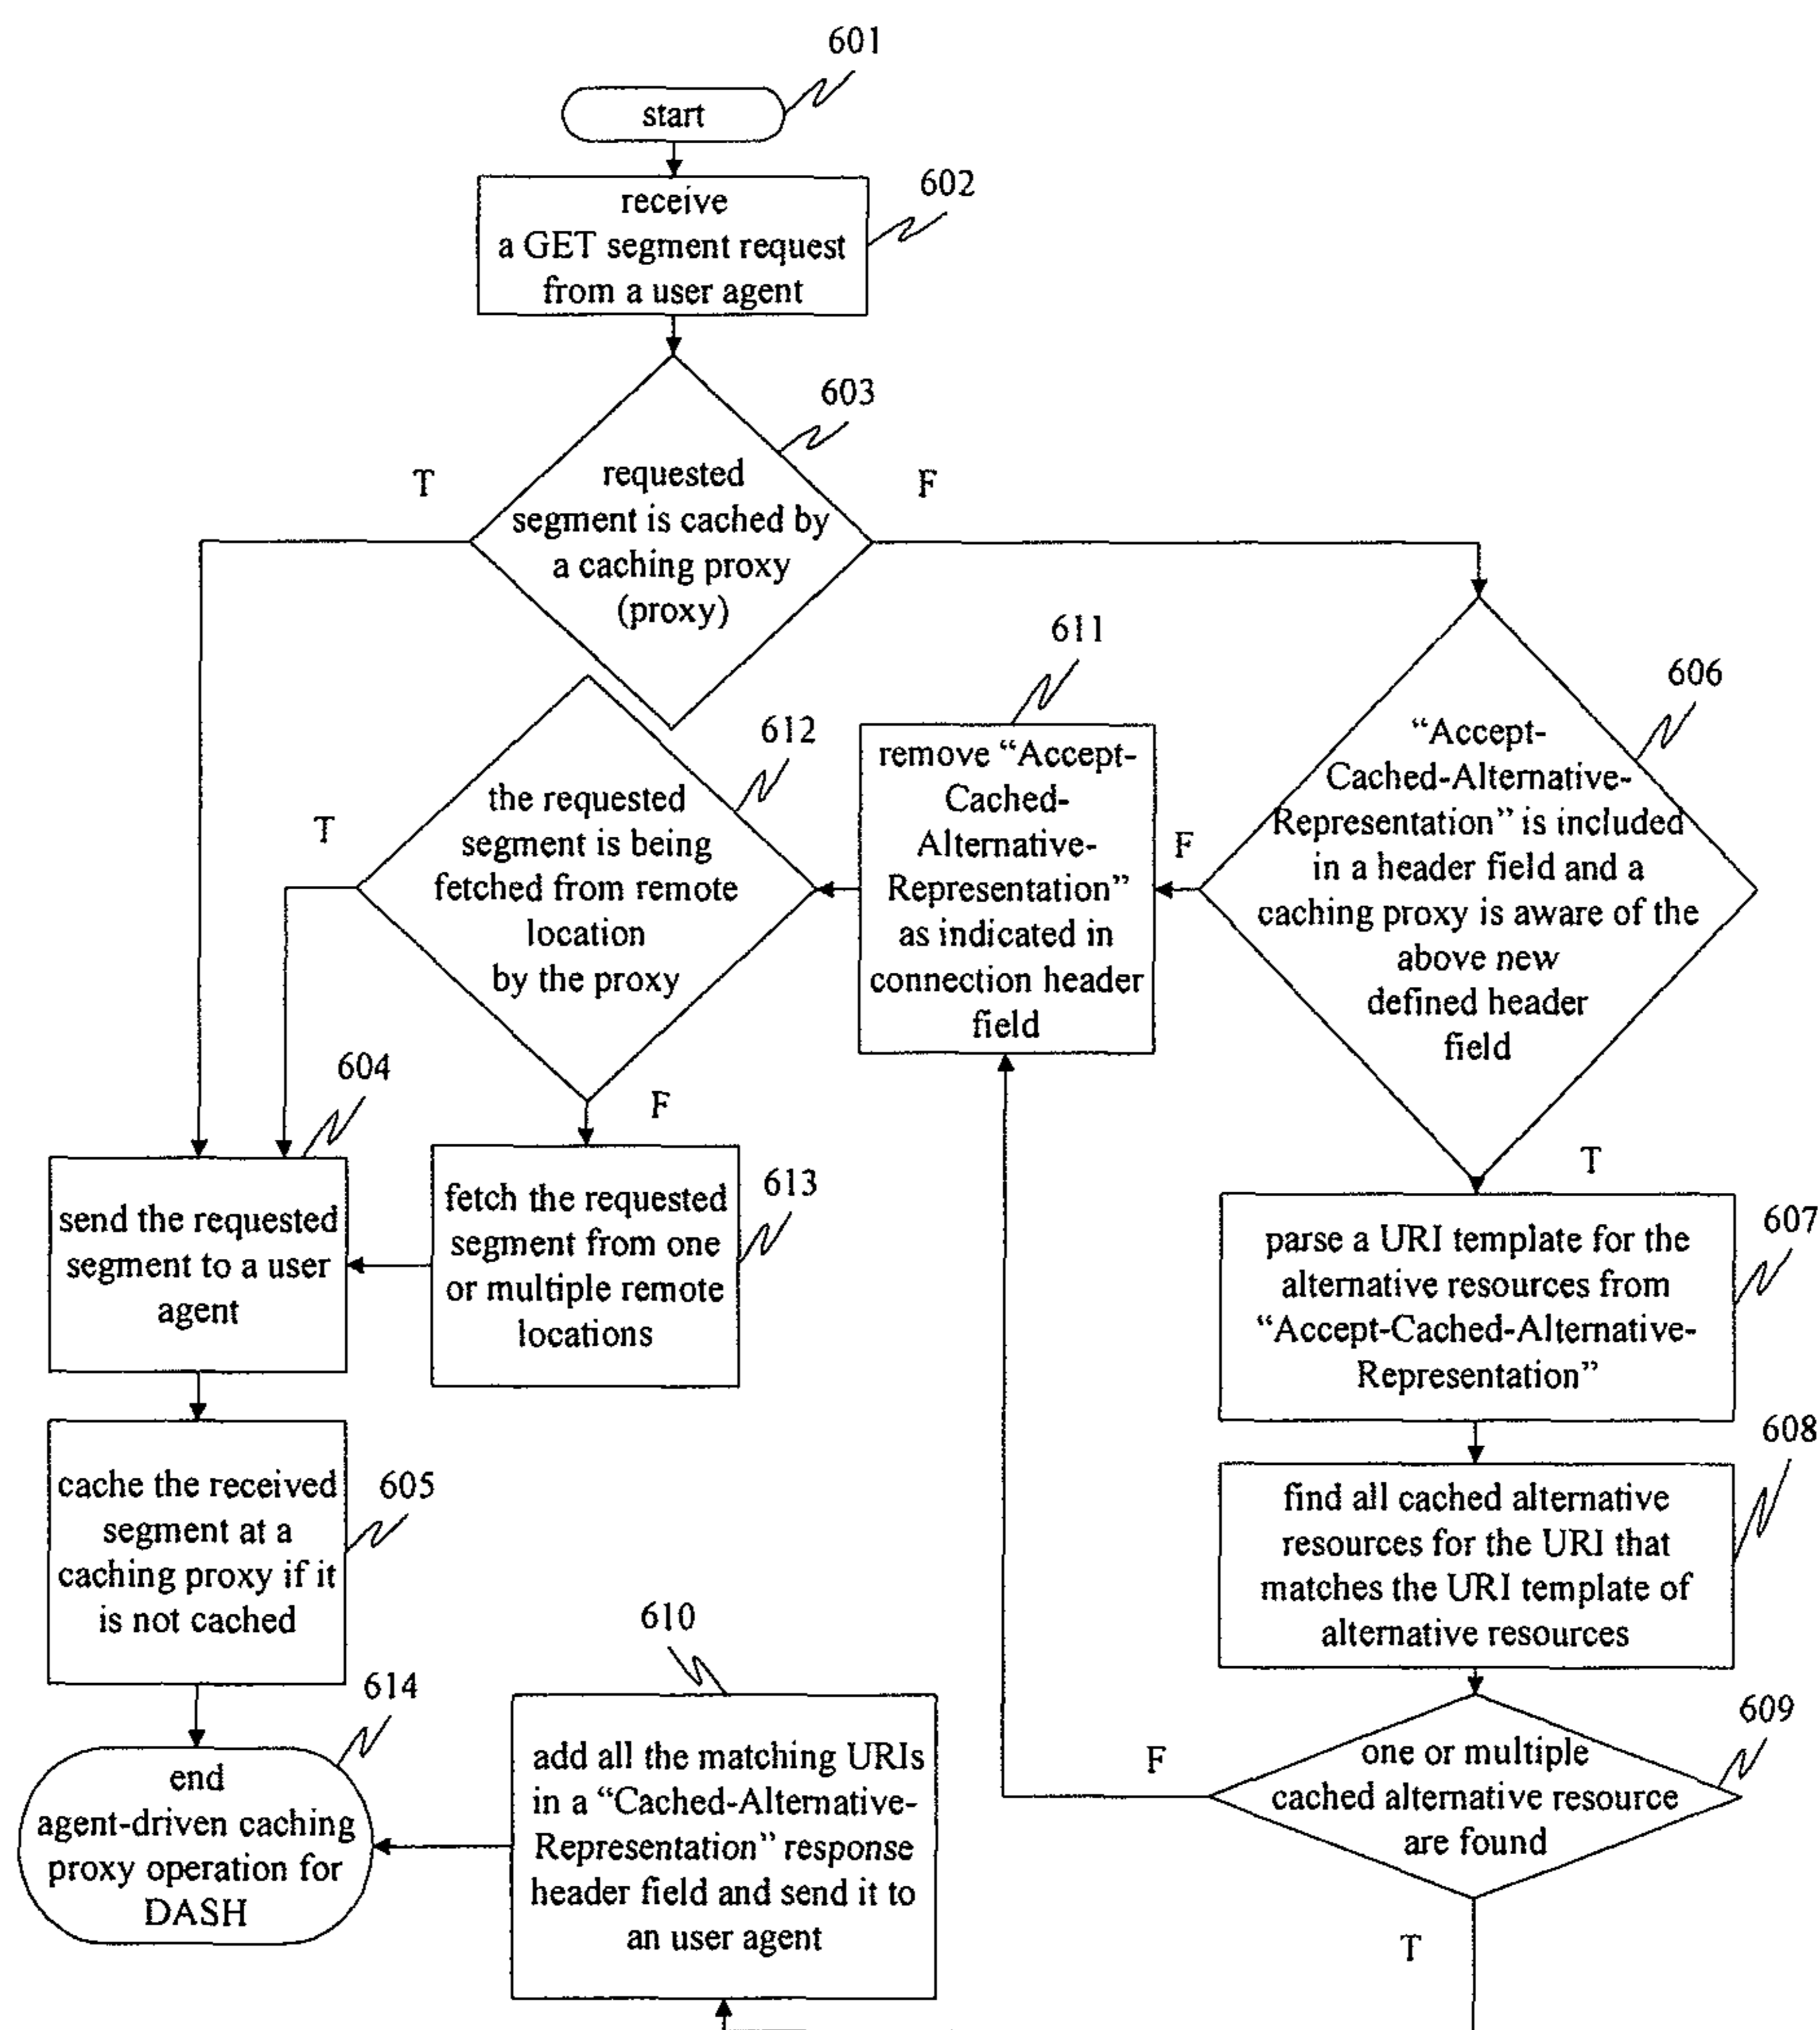 601
start
602
receive
a GET segment request
from a user agent
603
T
F
requested
segment is cached by
a caching proxy
(proxy)
611
606
612
remove “Accept-
Cached-
Alternative-
Representation”
as indicated in
connection header
field
“Accept-
Cached-Alternative-
Representation” is included
in a header field and a
caching proxy is aware of the
above new
defined header
field
F
T
the requested
segment is being
fetched from remote
location
by the proxy
T
F
604
send the requested
segment to a user
agent
613
fetch the requested
segment from one
or multiple remote
locations
607
parse a URI template for the
alternative resources from
“Accept-Cached-Alternative-
Representation”
608
find all cached alternative
resources for the URI that
matches the URI template of
alternative resources
605
cache the received
segment at a
caching proxy if it
is not cached
610
add all the matching URIs
in a “Cached-Alternative-
Representation” response
header field and send it to
an user agent
609
one or multiple
cached alternative resource
are found
F
T
614
end
agent-driven caching
proxy operation for
DASH